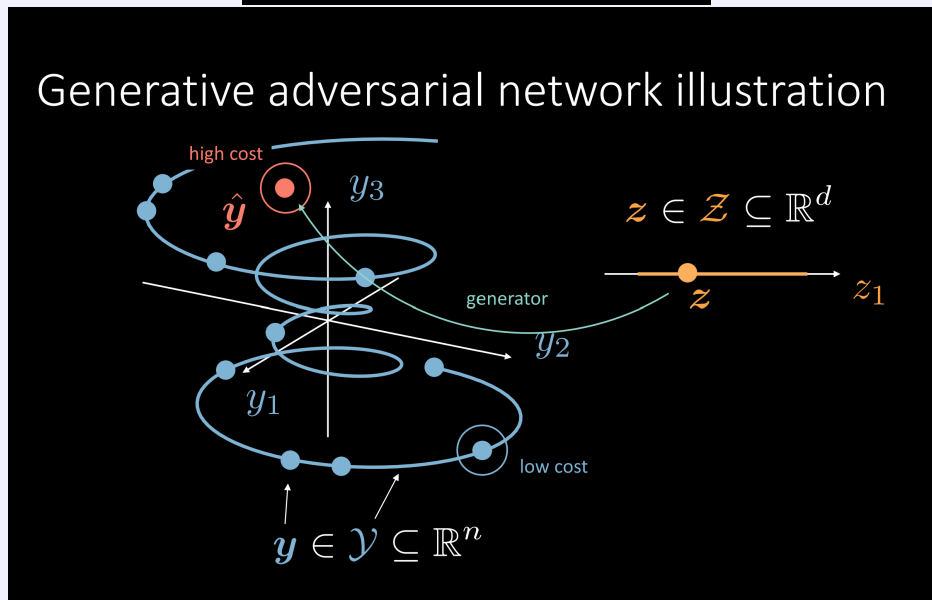 Generative adversarial network illustration
high cost
ŷ
y₃
z ∈ 𝒵 ⊆ ℝᵈ
z
z₁
generator
y₂
y₁
low cost
y ∈ 𝒴 ⊆ ℝⁿ